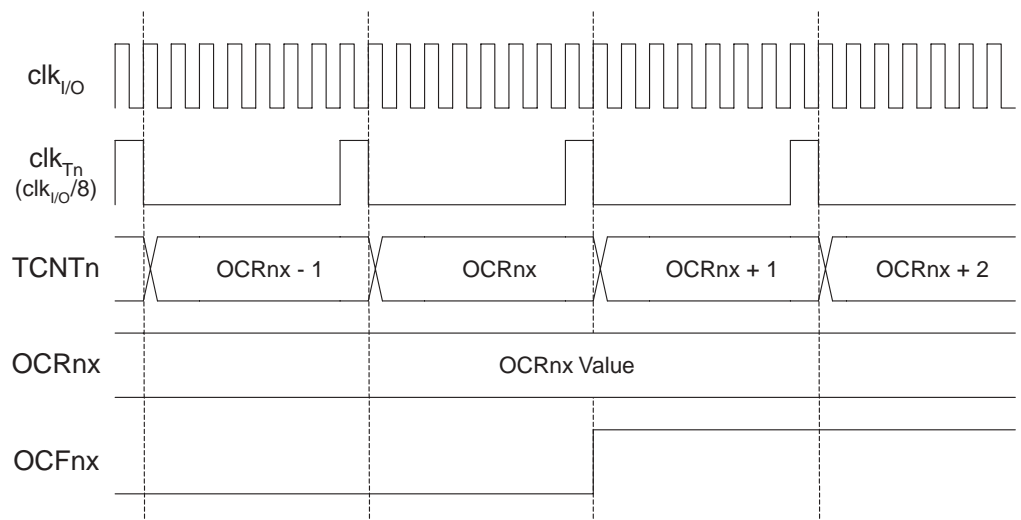 clkI/O
clkTn
(clkI/O/8)
TCNTn
OCRnx - 1
OCRnx
OCRnx + 1
OCRnx + 2
OCRnx
OCRnx Value
OCFnx